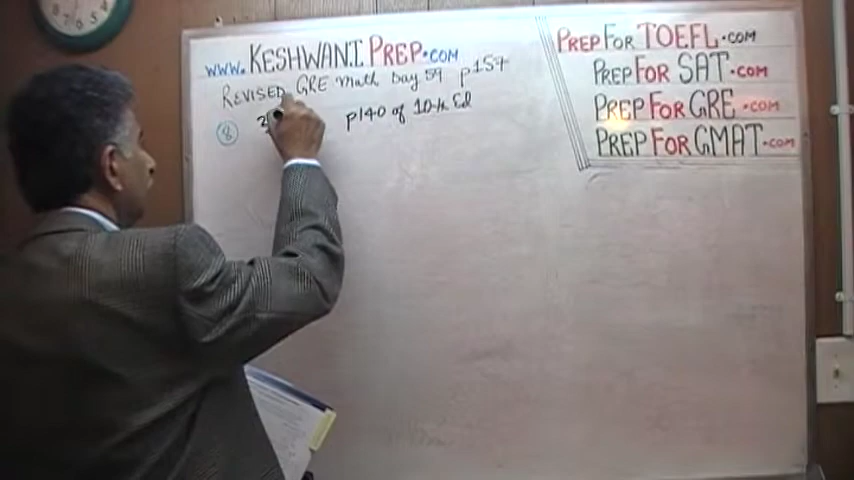 www. KESHWANI PREP.COM
REVISED GRE Math Day 59 p157
8 p140 of 10th Ed
PREP FOR TOEFL.COM
PREP FOR SAT.COM
PREP FOR GRE.COM
PREP FOR GMAT.COM